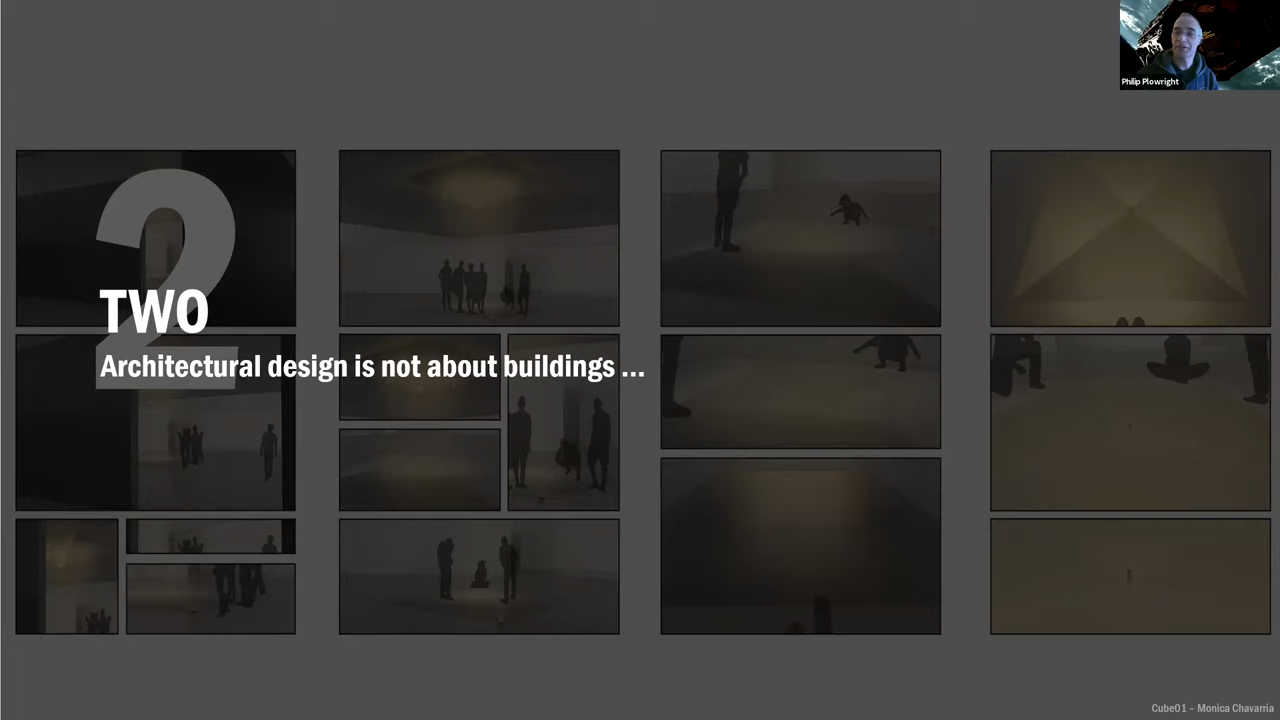 Philip Plowright
2
TWO
Architectural design is not about buildings ...
Cube01 – Monica Chavarria